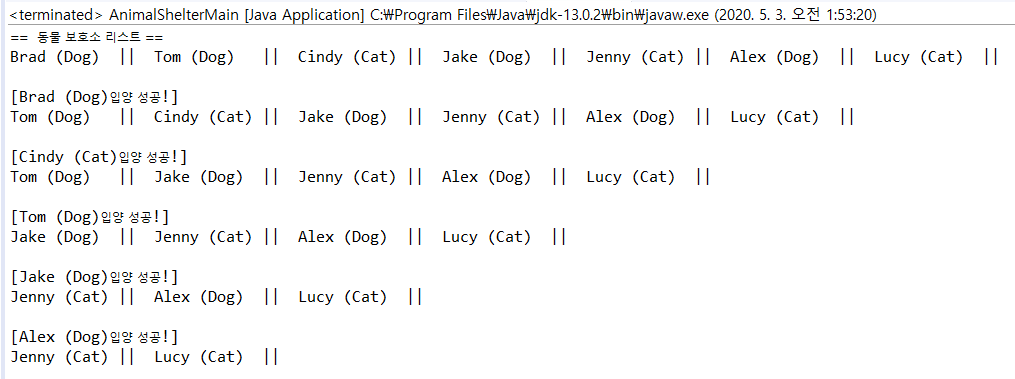 <terminated> AnimalShelterMain [Java Application] C:₩Program Files₩Java₩jdk-13.0.2₩bin₩javaw.exe (2020. 5. 3. 오전 1:53:20)
== 동물 보호소 리스트 ==
Brad (Dog) || Tom (Dog) || Cindy (Cat) || Jake (Dog) || Jenny (Cat) || Alex (Dog) || Lucy (Cat) ||
[Brad (Dog)입양 성공!]
Tom (Dog) || Cindy (Cat) || Jake (Dog) || Jenny (Cat) || Alex (Dog) || Lucy (Cat) ||
[Cindy (Cat)입양 성공!]
Tom (Dog) || Jake (Dog) || Jenny (Cat) || Alex (Dog) || Lucy (Cat) ||
[Tom (Dog)입양 성공!]
Jake (Dog) || Jenny (Cat) || Alex (Dog) || Lucy (Cat) ||
[Jake (Dog)입양 성공!]
Jenny (Cat) || Alex (Dog) || Lucy (Cat) ||
[Alex (Dog)입양 성공!]
Jenny (Cat) || Lucy (Cat) ||